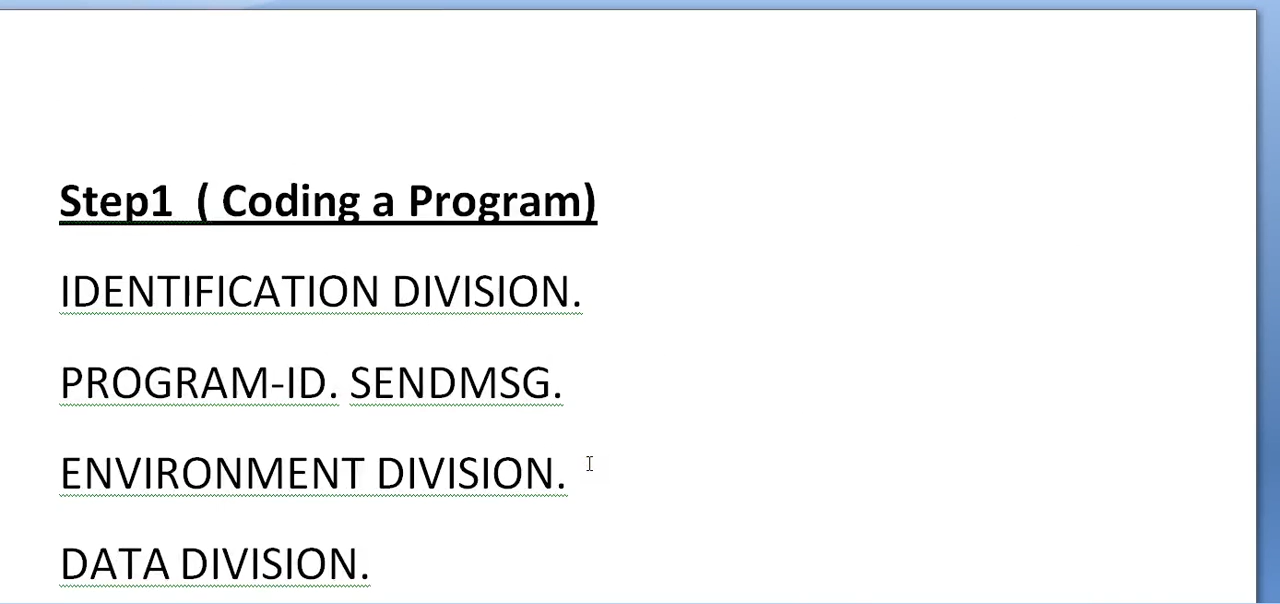 Step1  ( Coding a Program)
IDENTIFICATION DIVISION.
PROGRAM-ID. SENDMSG.
ENVIRONMENT DIVISION.
DATA DIVISION.